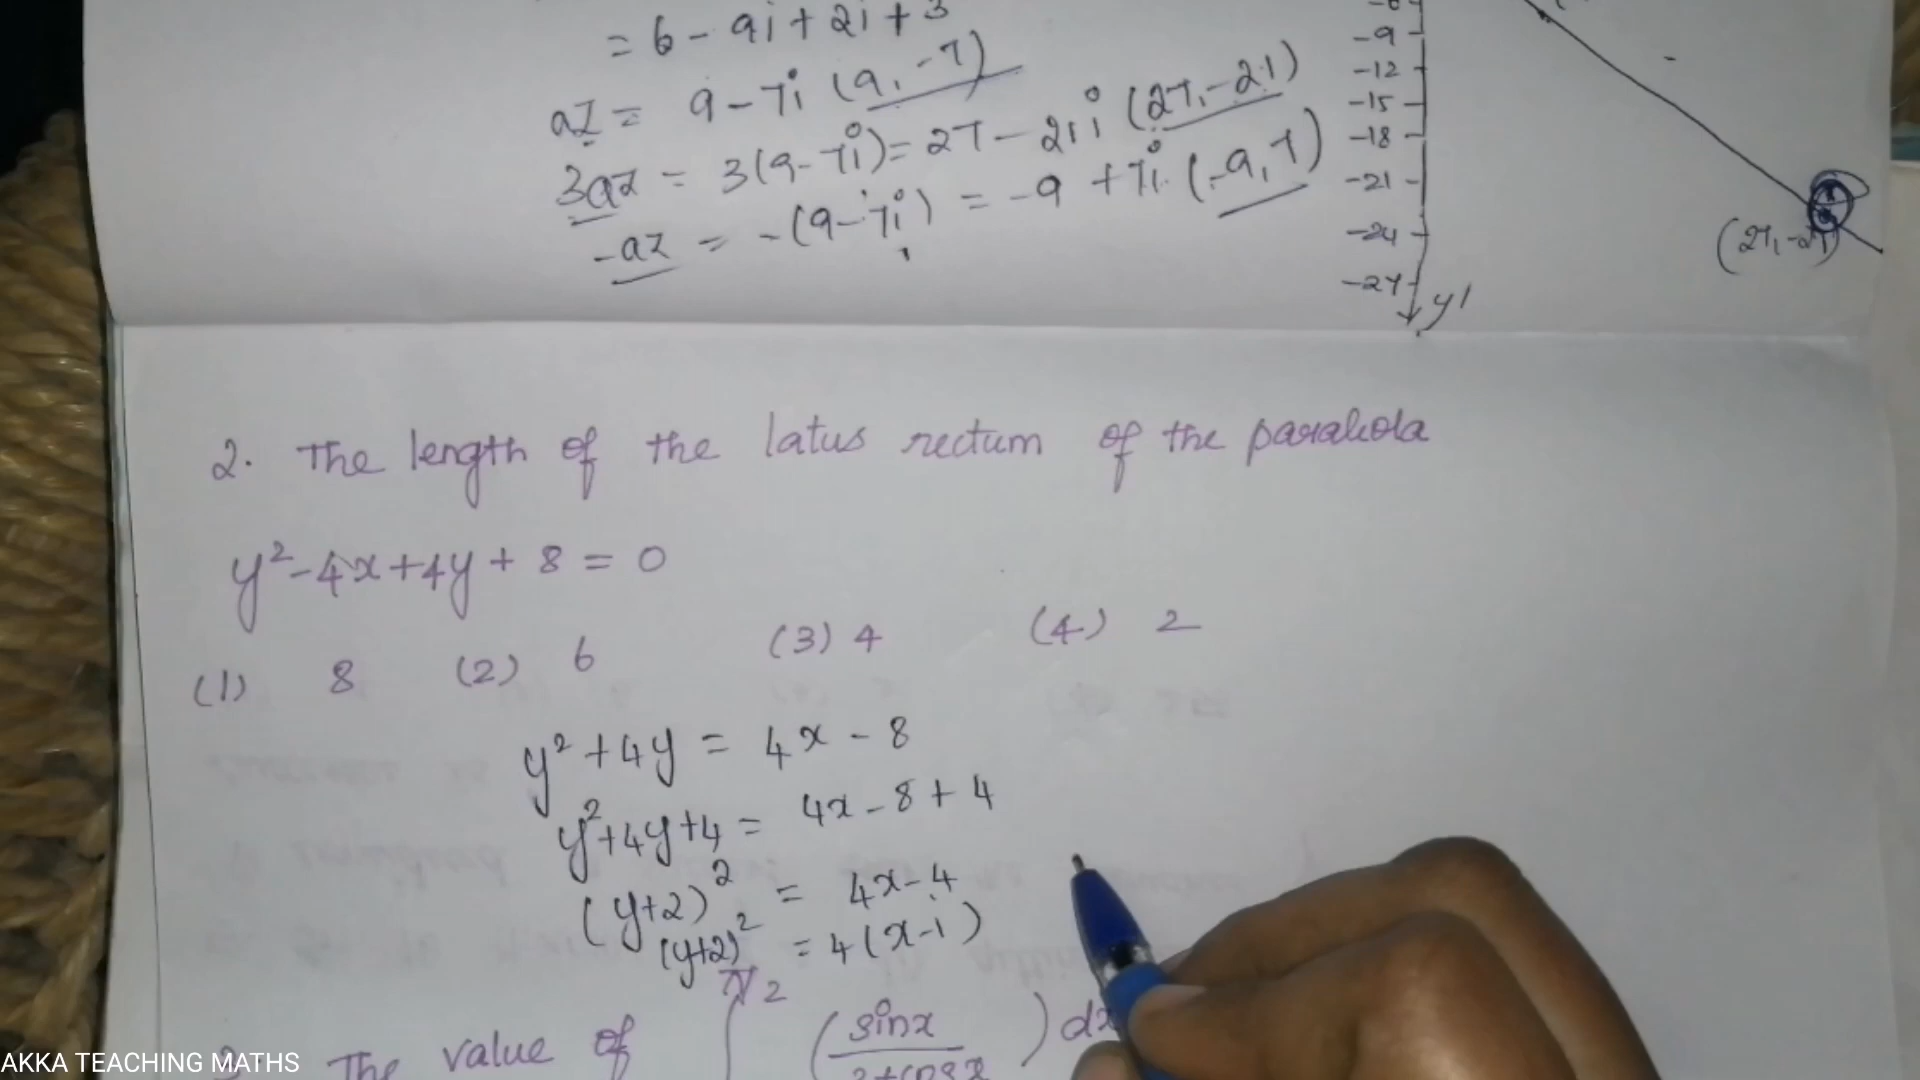 = 6 - 9i + 2i + 3
az = 9 - 7i (9, -7)
3az = 3(9-7i) = 27 - 21i (27, -21)
-az = -(9-7i) = -9 + 7i (-9, 7)
-9
-12
-15
-18
-21
-24
-27
y'
(27, -21)
2. The length of the latus rectum of the parabola
y² - 4x + 4y + 8 = 0
(1) 8 (2) 6 (3) 4 (4) 2
y² + 4y = 4x - 8
y² + 4y + 4 = 4x - 8 + 4
(y+2)² = 4x - 4
(y+2)² = 4(x-1)
The value of ∫ π/2 (sinx / 2+cosx) dx
AKKA TEACHING MATHS